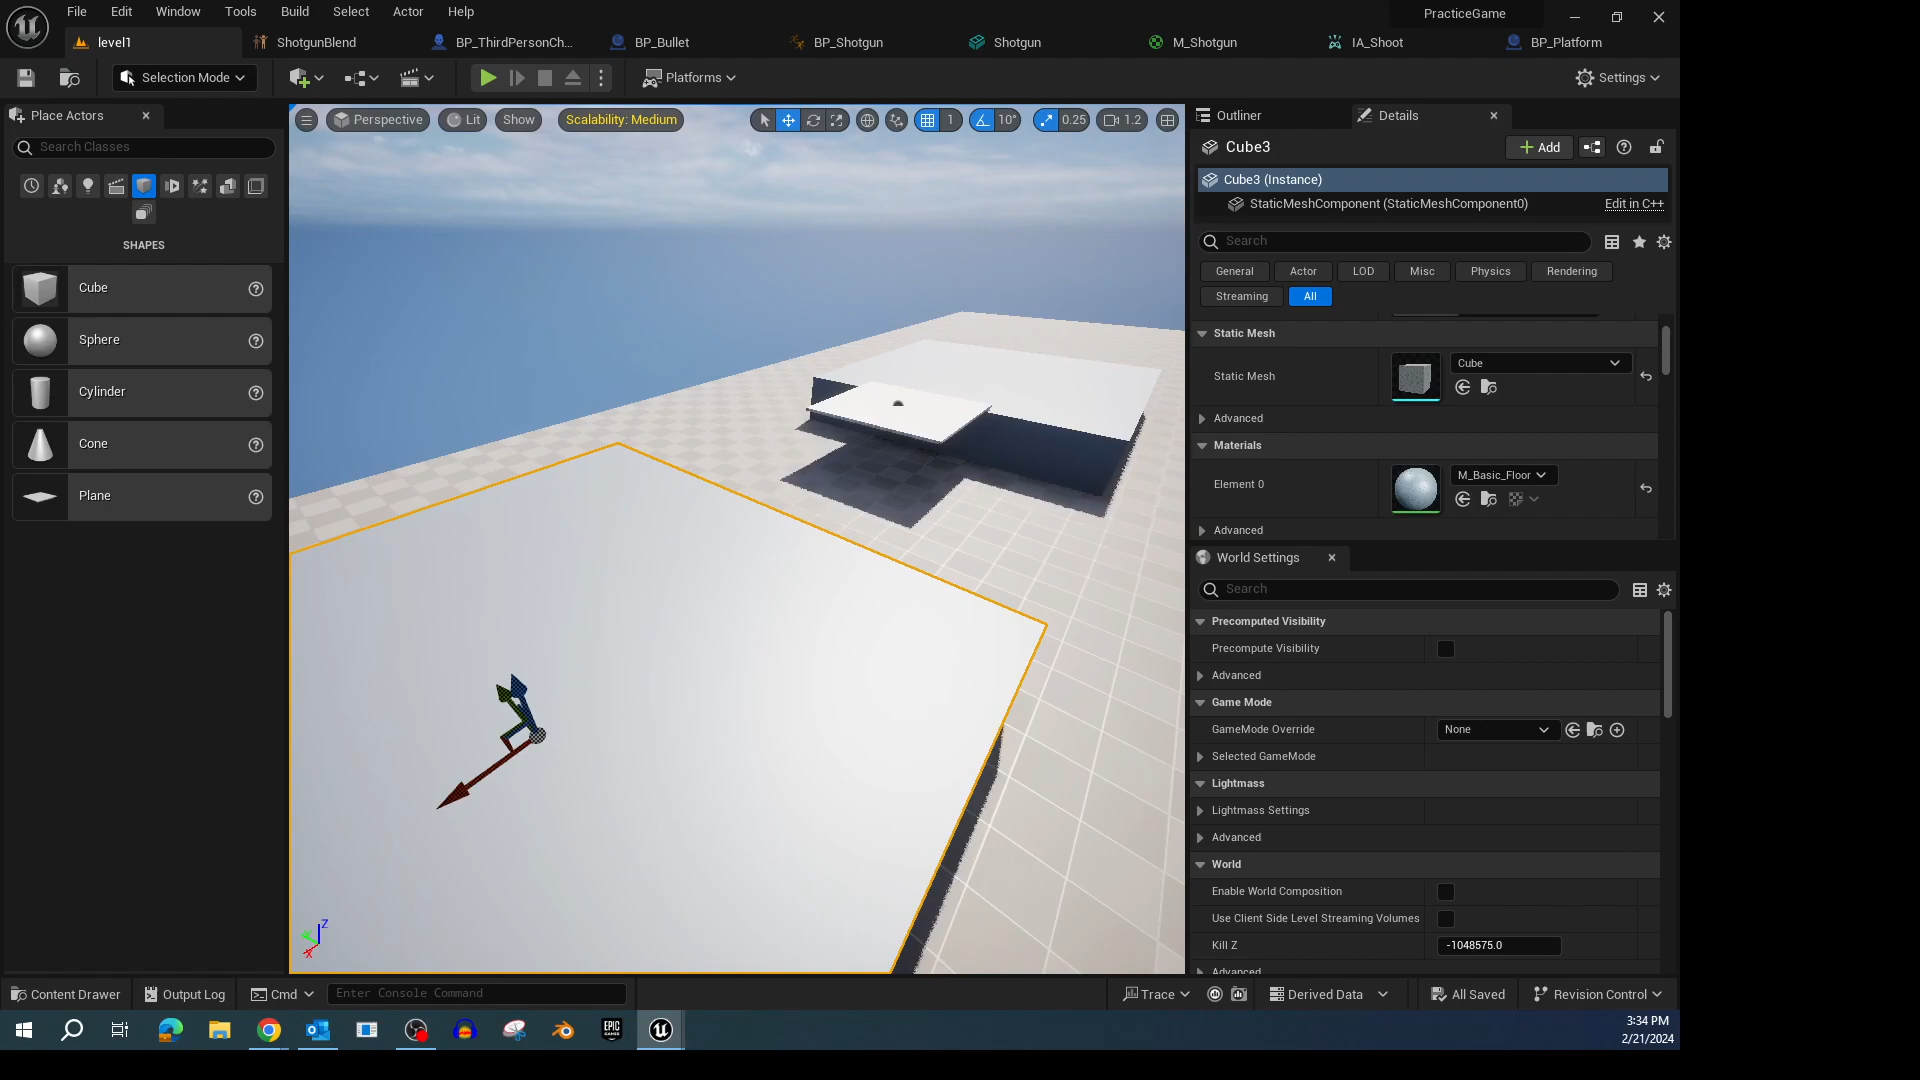 File Edit Window Tools Build Select Actor Help
PracticeGame
level1 ShotgunBlend BP_ThirdPersonCh... BP_Bullet BP_Shotgun Shotgun M_Shotgun IA_Shoot BP_Platform
Selection Mode Platforms Settings
Place Actors
Search Classes
SHAPES
Cube
Sphere
Cylinder
Cone
Plane
Perspective Lit Show Scalability: Medium 1 10° 0.25 1.2
Z
X
Outliner Details
Cube3 Add
Cube3 (Instance)
StaticMeshComponent (StaticMeshComponent0) Edit in C++
Search
General Actor LOD Misc Physics Rendering
Streaming All
Static Mesh
Static Mesh Cube
Advanced
Materials
Element 0 M_Basic_Floor
Advanced
World Settings
Search
Precomputed Visibility
Precompute Visibility
Advanced
Game Mode
GameMode Override None
Selected GameMode
Lightmass
Lightmass Settings
Advanced
World
Enable World Composition
Use Client Side Level Streaming Volumes
Kill Z -1048575.0
Advanced
Content Drawer Output Log Cmd Enter Console Command Trace Derived Data All Saved Revision Control
EPIC GAMES
3:34 PM
2/21/2024